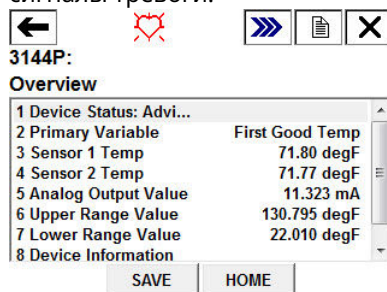 сигналы тревоги.
3144P:
Overview
1 Device Status: Advi...
2 Primary Variable First Good Temp
3 Sensor 1 Temp 71.80 degF
4 Sensor 2 Temp 71.77 degF
5 Analog Output Value 11.323 mA
6 Upper Range Value 130.795 degF
7 Lower Range Value 22.010 degF
8 Device Information
SAVE HOME